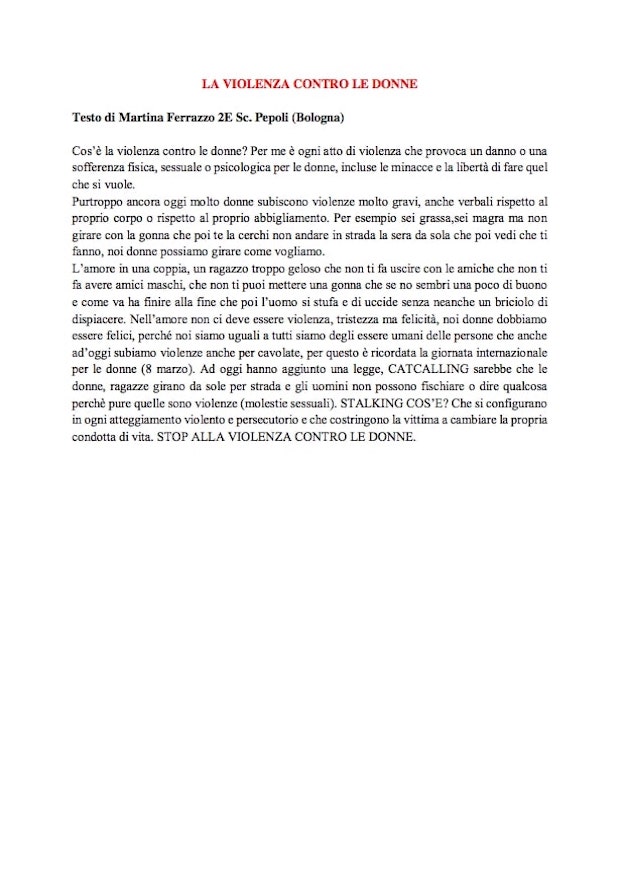 LA VIOLENZA CONTRO LE DONNE
Testo di Martina Ferrazzo 2E Sc. Pepoli (Bologna)
Cos'è la violenza contro le donne? Per me è ogni atto di violenza che provoca un danno o una
sofferenza fisica, sessuale o psicologica per le donne, incluse le minacce e la libertà di fare quel
che si vuole.
Purtroppo ancora oggi molto donne subiscono violenze molto gravi, anche verbali rispetto al
proprio corpo o rispetto al proprio abbigliamento. Per esempio sei grassa,sei magra ma non
girare con la gonna che poi te la cerchi non andare in strada la sera da sola che poi vedi che ti
fanno, noi donne possiamo girare come vogliamo.
L'amore in una coppia, un ragazzo troppo geloso che non ti fa uscire con le amiche che non ti
fa avere amici maschi, che non ti puoi mettere una gonna che se no sembri una poco di buono
e come va ha finire alla fine che poi l'uomo si stufa e di uccide senza neanche un briciolo di
dispiacere. Nell'amore non ci deve essere violenza, tristezza ma felicità, noi donne dobbiamo
essere felici, perché noi siamo uguali a tutti siamo degli essere umani delle persone che anche
ad'oggi subiamo violenze anche per cavolate, per questo è ricordata la giornata internazionale
per le donne (8 marzo). Ad oggi hanno aggiunto una legge, CATCALLING sarebbe che le
donne, ragazze girano da sole per strada e gli uomini non possono fischiare o dire qualcosa
perchè pure quelle sono violenze (molestie sessuali). STALKING COS'E? Che si configurano
in ogni atteggiamento violento e persecutorio e che costringono la vittima a cambiare la propria
condotta di vita. STOP ALLA VIOLENZA CONTRO LE DONNE.